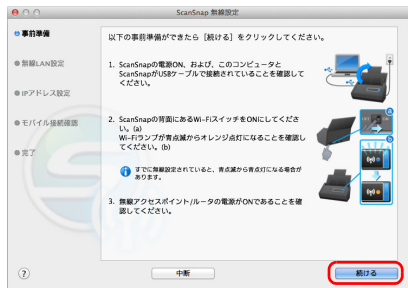 ScanSnap 無線設定
事前準備
無線LAN設定
IPアドレス設定
モバイル接続確認
完了
以下の事前準備ができたら［続ける］をクリックしてください。
1. ScanSnapの電源ON、および、このコンピュータと
ScanSnapがUSBケーブルで接続されていることを確認して
ください。
2. ScanSnapの背面にあるWi-FiスイッチをONにしてくださ
い。(a)
Wi-Fiランプが青点滅からオレンジ点灯になることを確認し
てください。(b)
すでに無線設定されていると、青点滅から青点灯になる場合が
あります。
3. 無線アクセスポイント/ルータの電源がONであることを確
認してください。
a
b
?
中断
続ける